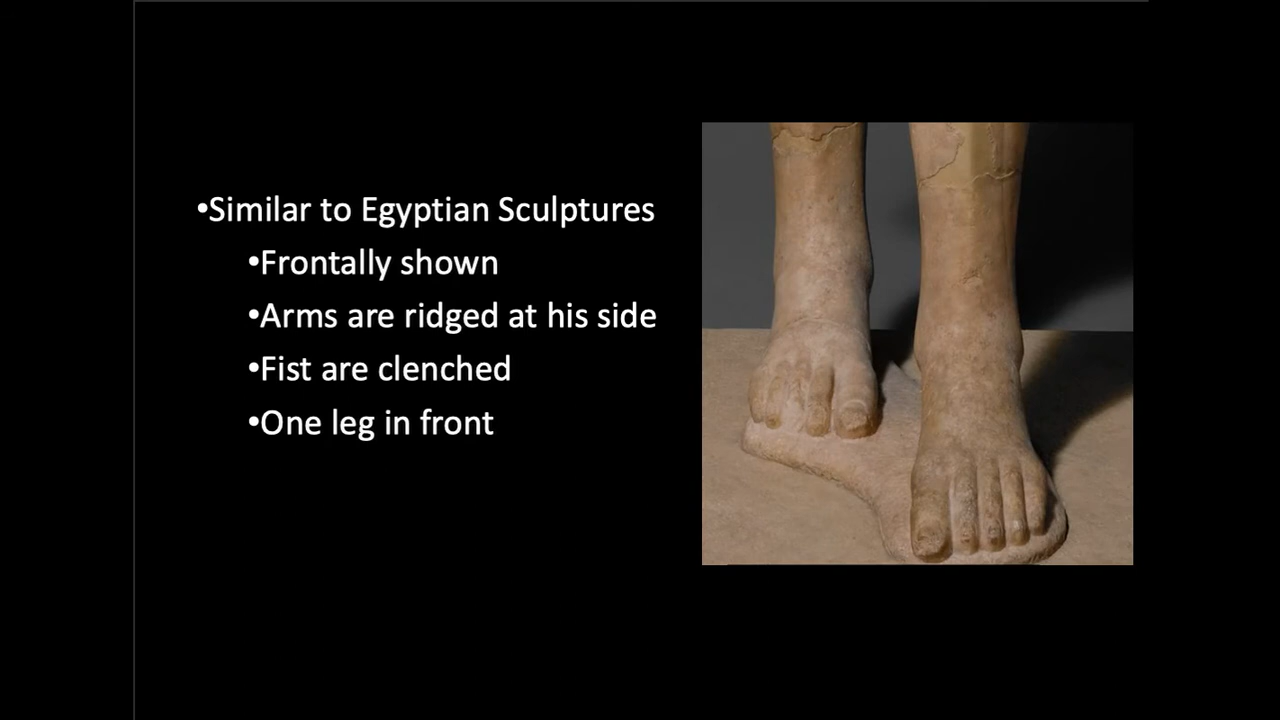 •Similar to Egyptian Sculptures
•Frontally shown
•Arms are ridged at his side
•Fist are clenched
•One leg in front